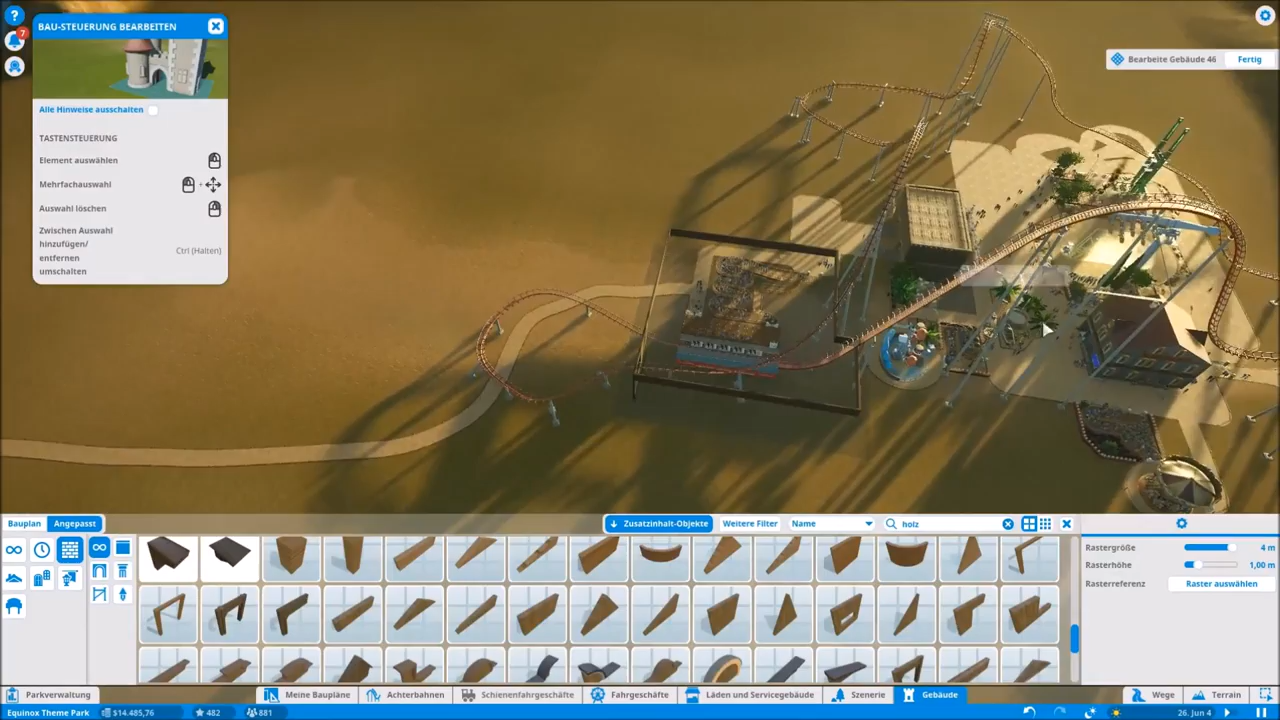 ?
BAU-STEUERUNG BEARBEITEN
7
Alle Hinweise ausschalten
TASTENSTEUERUNG
Element auswählen
Mehrfachauswahl
+
Auswahl löschen
Zwischen Auswahl
hinzufügen/
entfernen
umschalten
Ctrl (Halten)
Bearbeite Gebäude 46
Fertig
Bauplan
Angepasst
Zusatzinhalt-Objekte
Weitere Filter
Name
holz
Rastergröße
4 m
Rasterhöhe
1,00 m
Rasterreferenz
Raster auswählen
Parkverwaltung
Meine Baupläne
Achterbahnen
Schienenfahrgeschäfte
Fahrgeschäfte
Läden und Servicegebäude
Szenerie
Gebäude
Wege
Terrain
Equinox Theme Park
$14.485,76
482
881
26. Jun 4